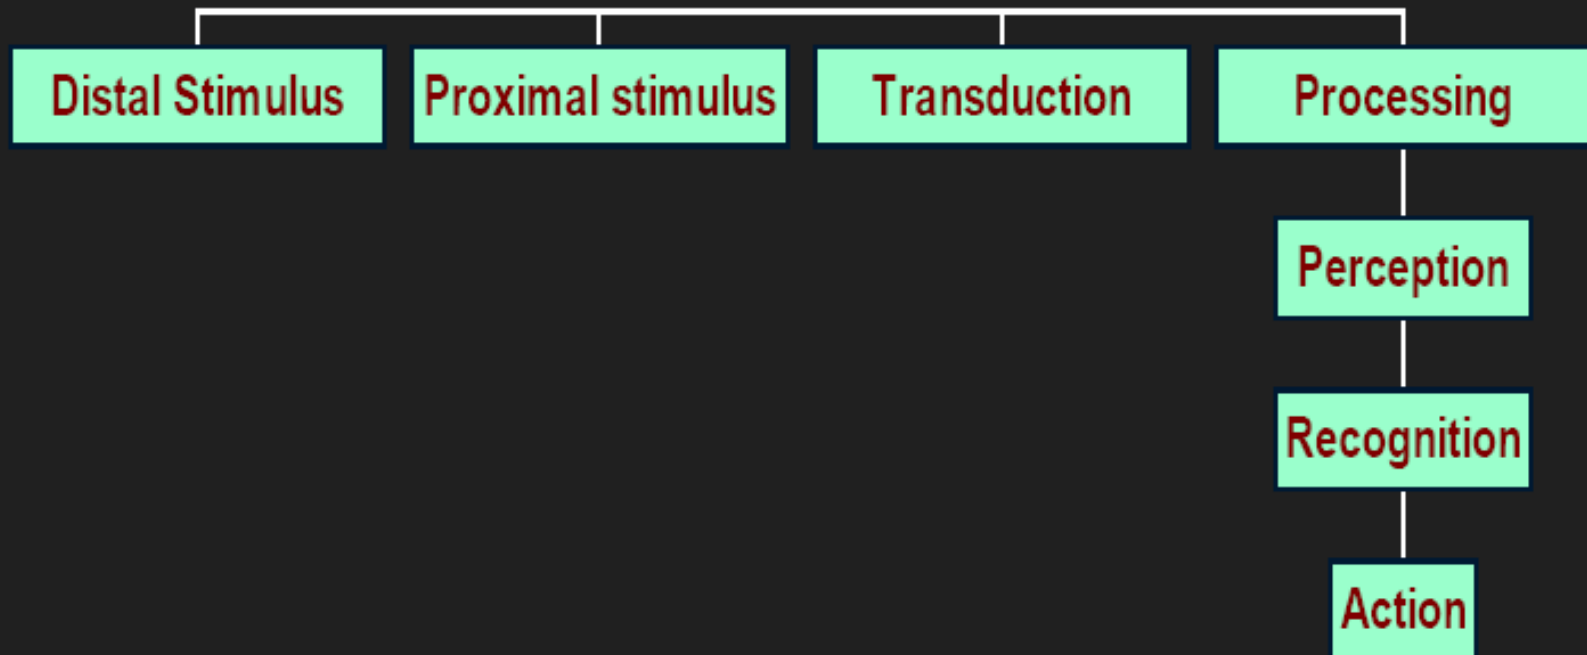 Distal Stimulus
Proximal stimulus
Transduction
Processing
Perception
Recognition
Action